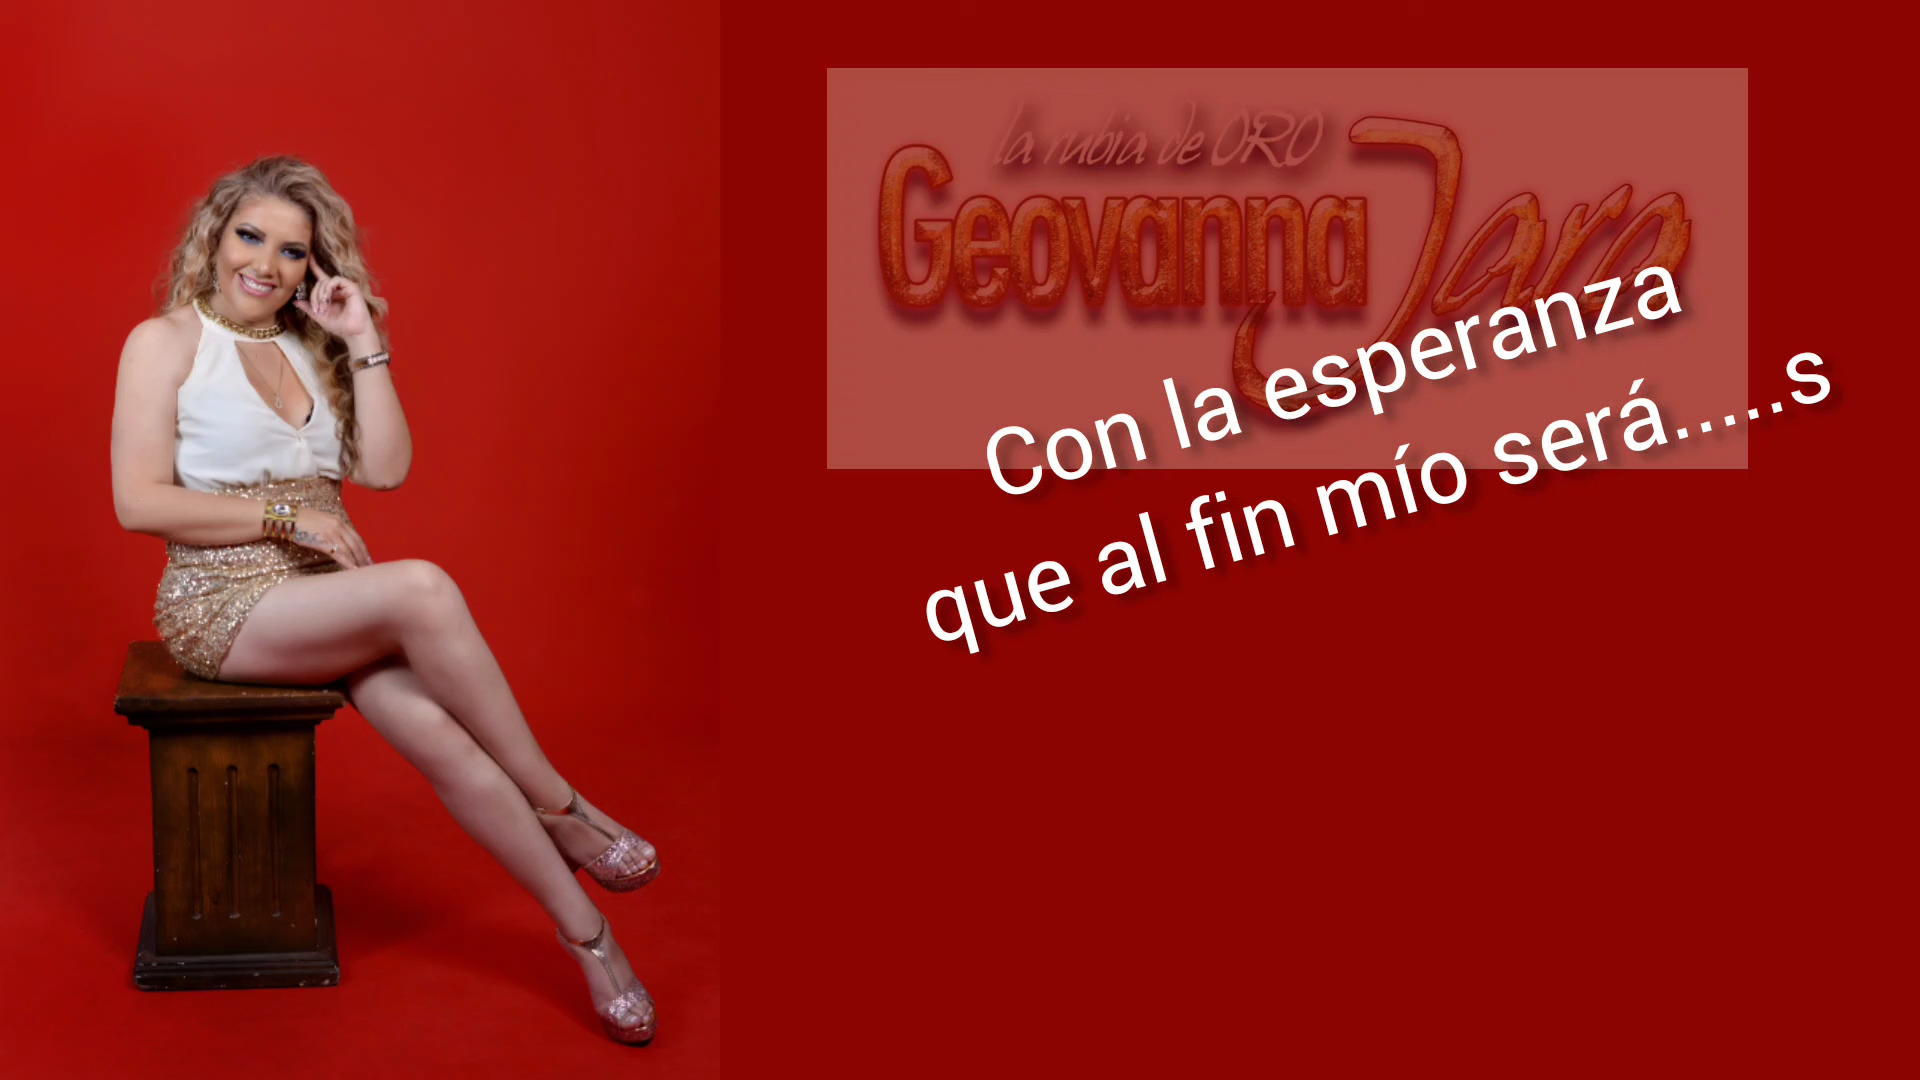 la rubia de ORO
Geovanna Jara
Con la esperanza
que al fin mío será.....s